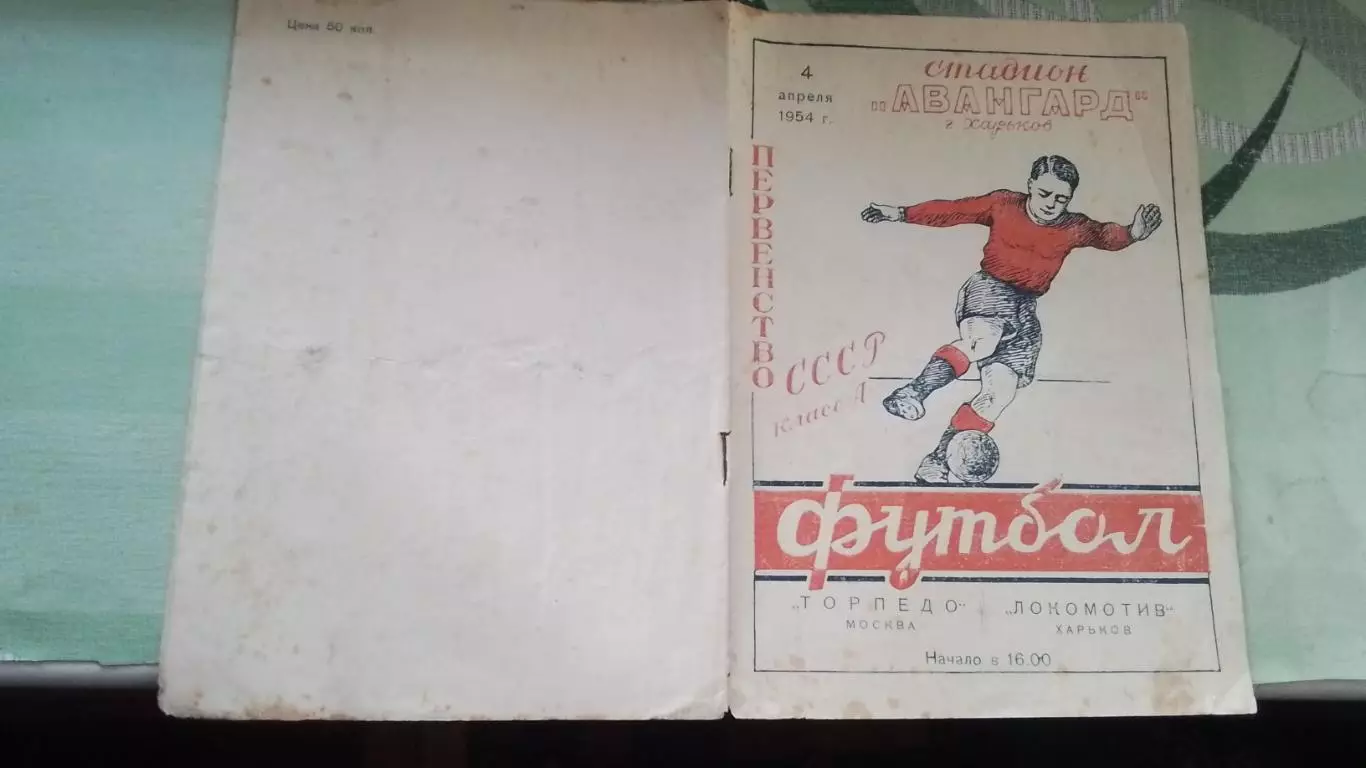 Цена 50 коп.
4
апреля
1954 г.
стадион
„АВАНГАРД“
г Харьков
ПЕРВЕНСТВО
СССР
класс А
футбол
„ТОРПЕДО“
МОСКВА
„ЛОКОМОТИВ“
ХАРЬКОВ
Начало в 16.00